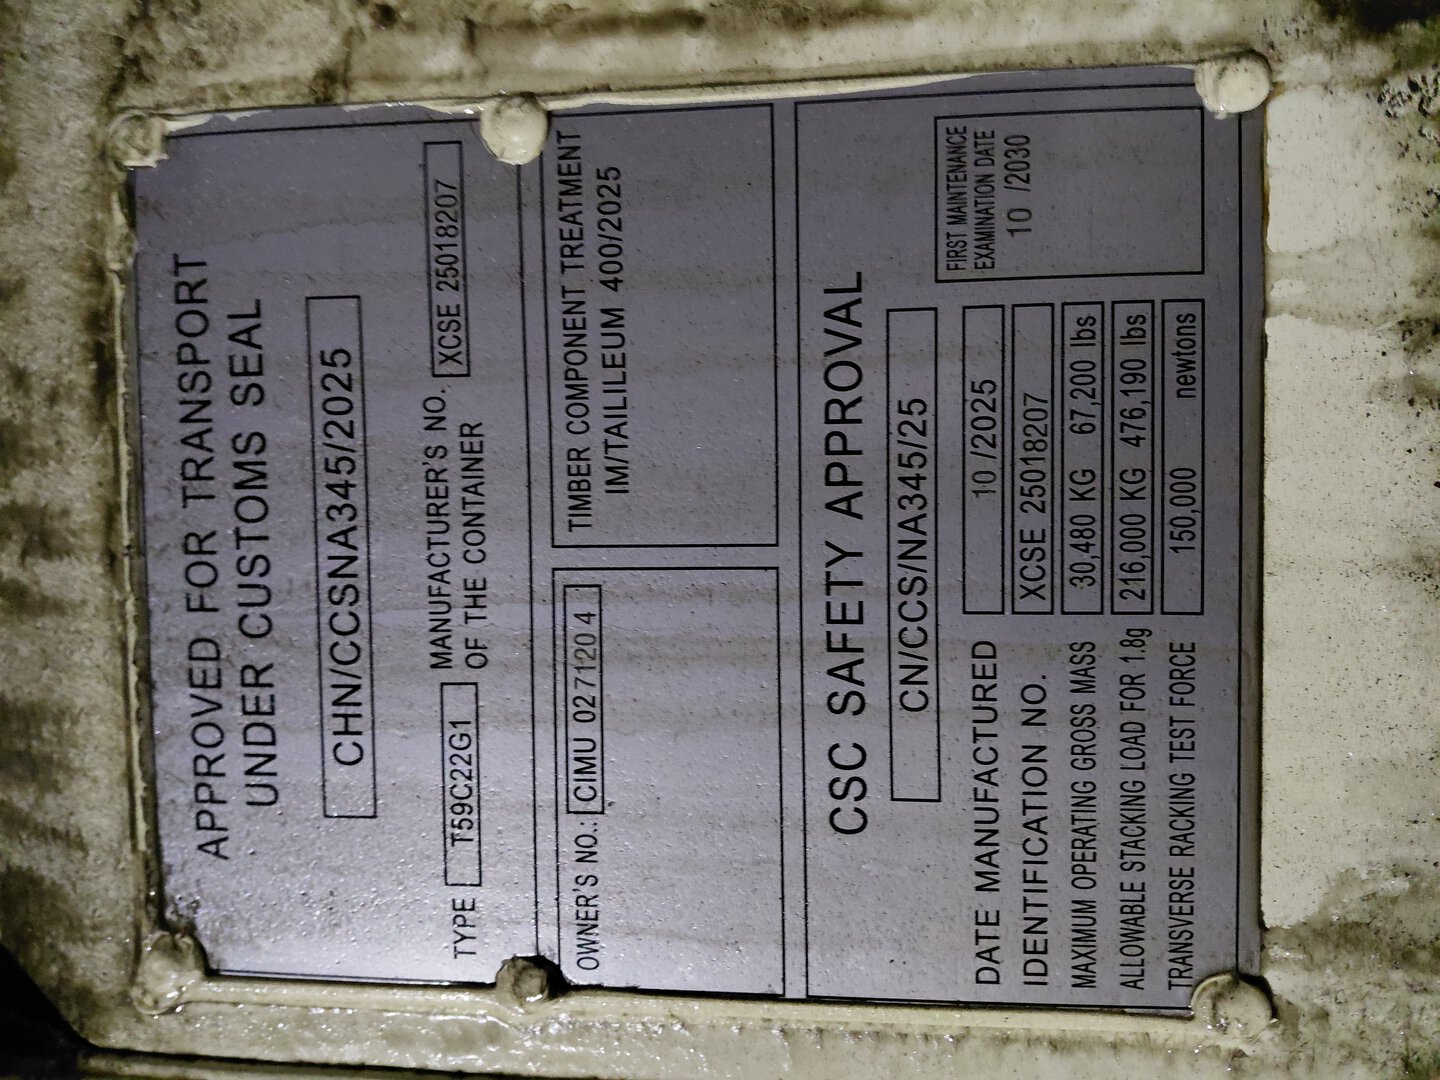 APPROVED FOR TRANSPORT
UNDER CUSTOMS SEAL
CHN/CCSNA345/2025
TYPE T59C22G1 MANUFACTURER'S NO. XCSE 25018207
OF THE CONTAINER
OWNER'S NO.: CIMU 027120 4
TIMBER COMPONENT TREATMENT
IM/TAILILEUM 400/2025
CSC SAFETY APPROVAL
CN/CCS/NA345/25
DATE MANUFACTURED 10 /2025
IDENTIFICATION NO. XCSE 25018207
MAXIMUM OPERATING GROSS MASS 30,480 KG 67,200 lbs
ALLOWABLE STACKING LOAD FOR 1.8g 216,000 KG 476,190 lbs
TRANSVERSE RACKING TEST FORCE 150,000 newtons
FIRST MAINTENANCE
EXAMINATION DATE
10 /2030